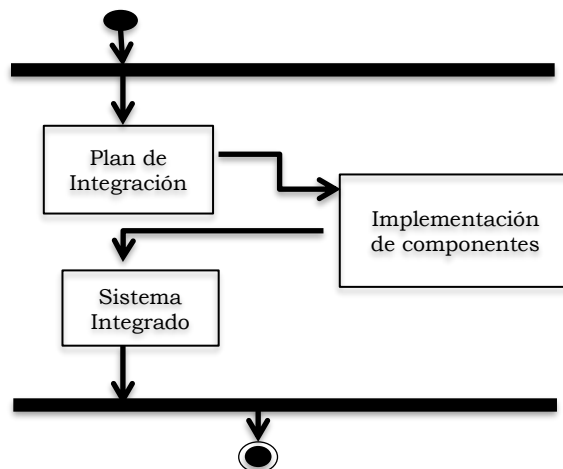 Plan de
Integración
Implementación
de componentes
Sistema
Integrado